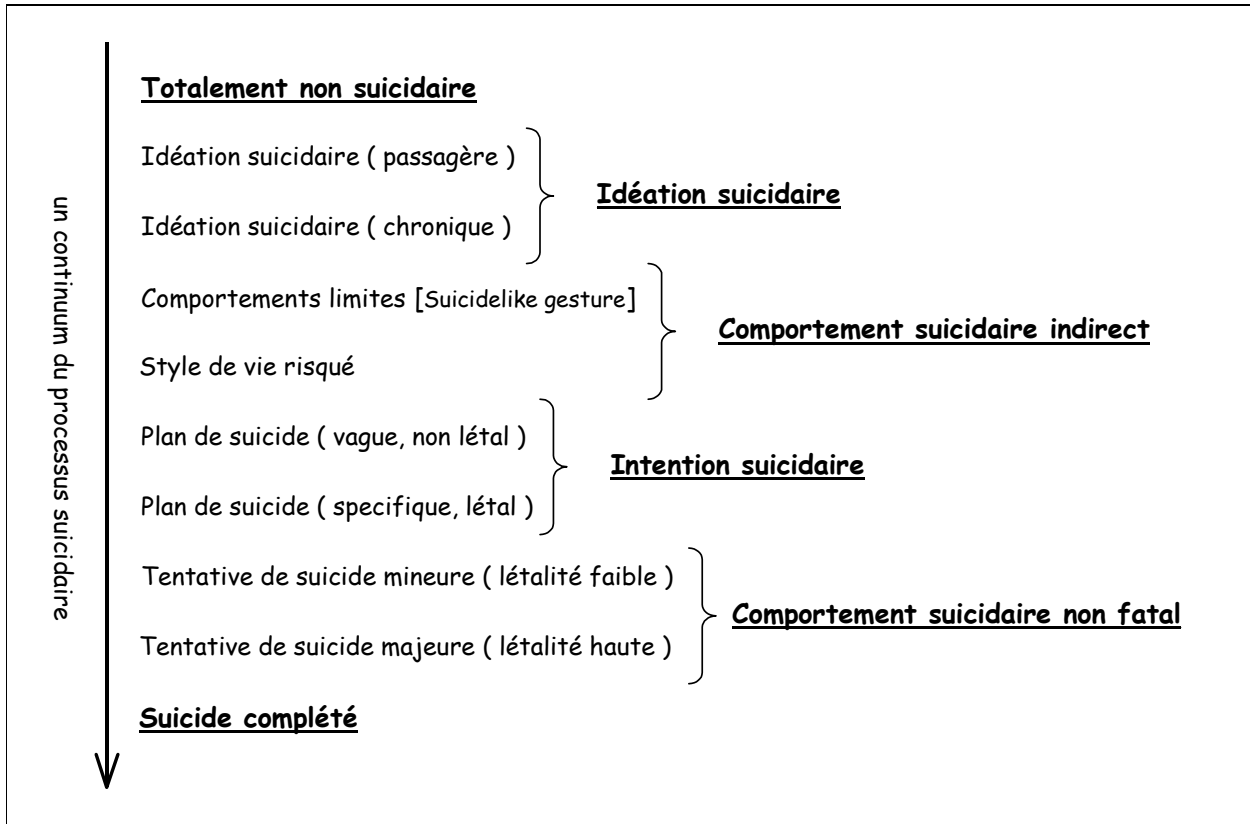 Totalement non suicidaire
Idéation suicidaire ( passagère )
Idéation suicidaire
Idéation suicidaire ( chronique )
Comportements limites [Suicidelike gesture]
Comportement suicidaire indirect
Style de vie risqué
Plan de suicide ( vague, non létal )
Intention suicidaire
Plan de suicide ( specifique, létal )
Tentative de suicide mineure ( létalité faible )
Comportement suicidaire non fatal
Tentative de suicide majeure ( létalité haute )
Suicide complété
un continuum du processus suicidaire